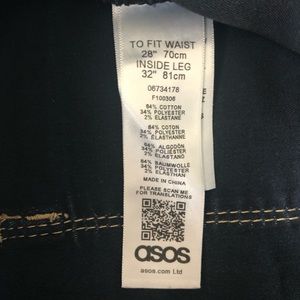 TO FIT WAIST
28" 70cm
INSIDE LEG
32" 81cm
06734178
F100306
64% COTTON
34% POLYESTER
2% ELASTANE
64% COTON
34% POLYESTER
2% ELASTHANNE
64% ALGODÓN
34% POLIÉSTER
2% ELASTANO
64% BAUMWOLLE
34% POLYESTER
2% ELASTHAN
MADE IN CHINA
PLEASE SCAN ME
FOR TRANSLATIONS
asos
asos.com Ltd